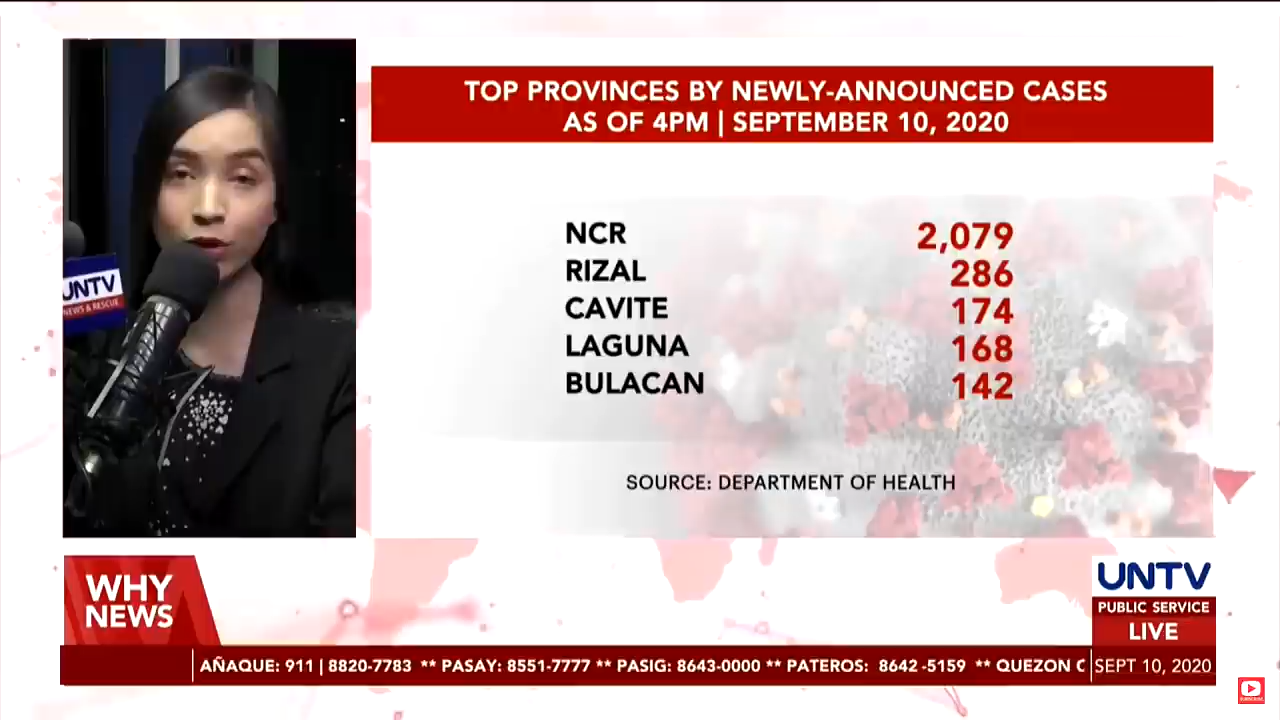 TOP PROVINCES BY NEWLY-ANNOUNCED CASES
AS OF 4PM | SEPTEMBER 10, 2020
NCR 2,079
RIZAL 286
CAVITE 174
LAGUNA 168
BULACAN 142
SOURCE: DEPARTMENT OF HEALTH
UNTV
NEWS & RESCUE
WHY
NEWS
UNTV
PUBLIC SERVICE
LIVE
AÑAQUE: 911 | 8820-7783 ** PASAY: 8551-7777 ** PASIG: 8643-0000 ** PATEROS: 8642 -5159 ** QUEZON C
SEPT 10, 2020
SUBSCRIBE